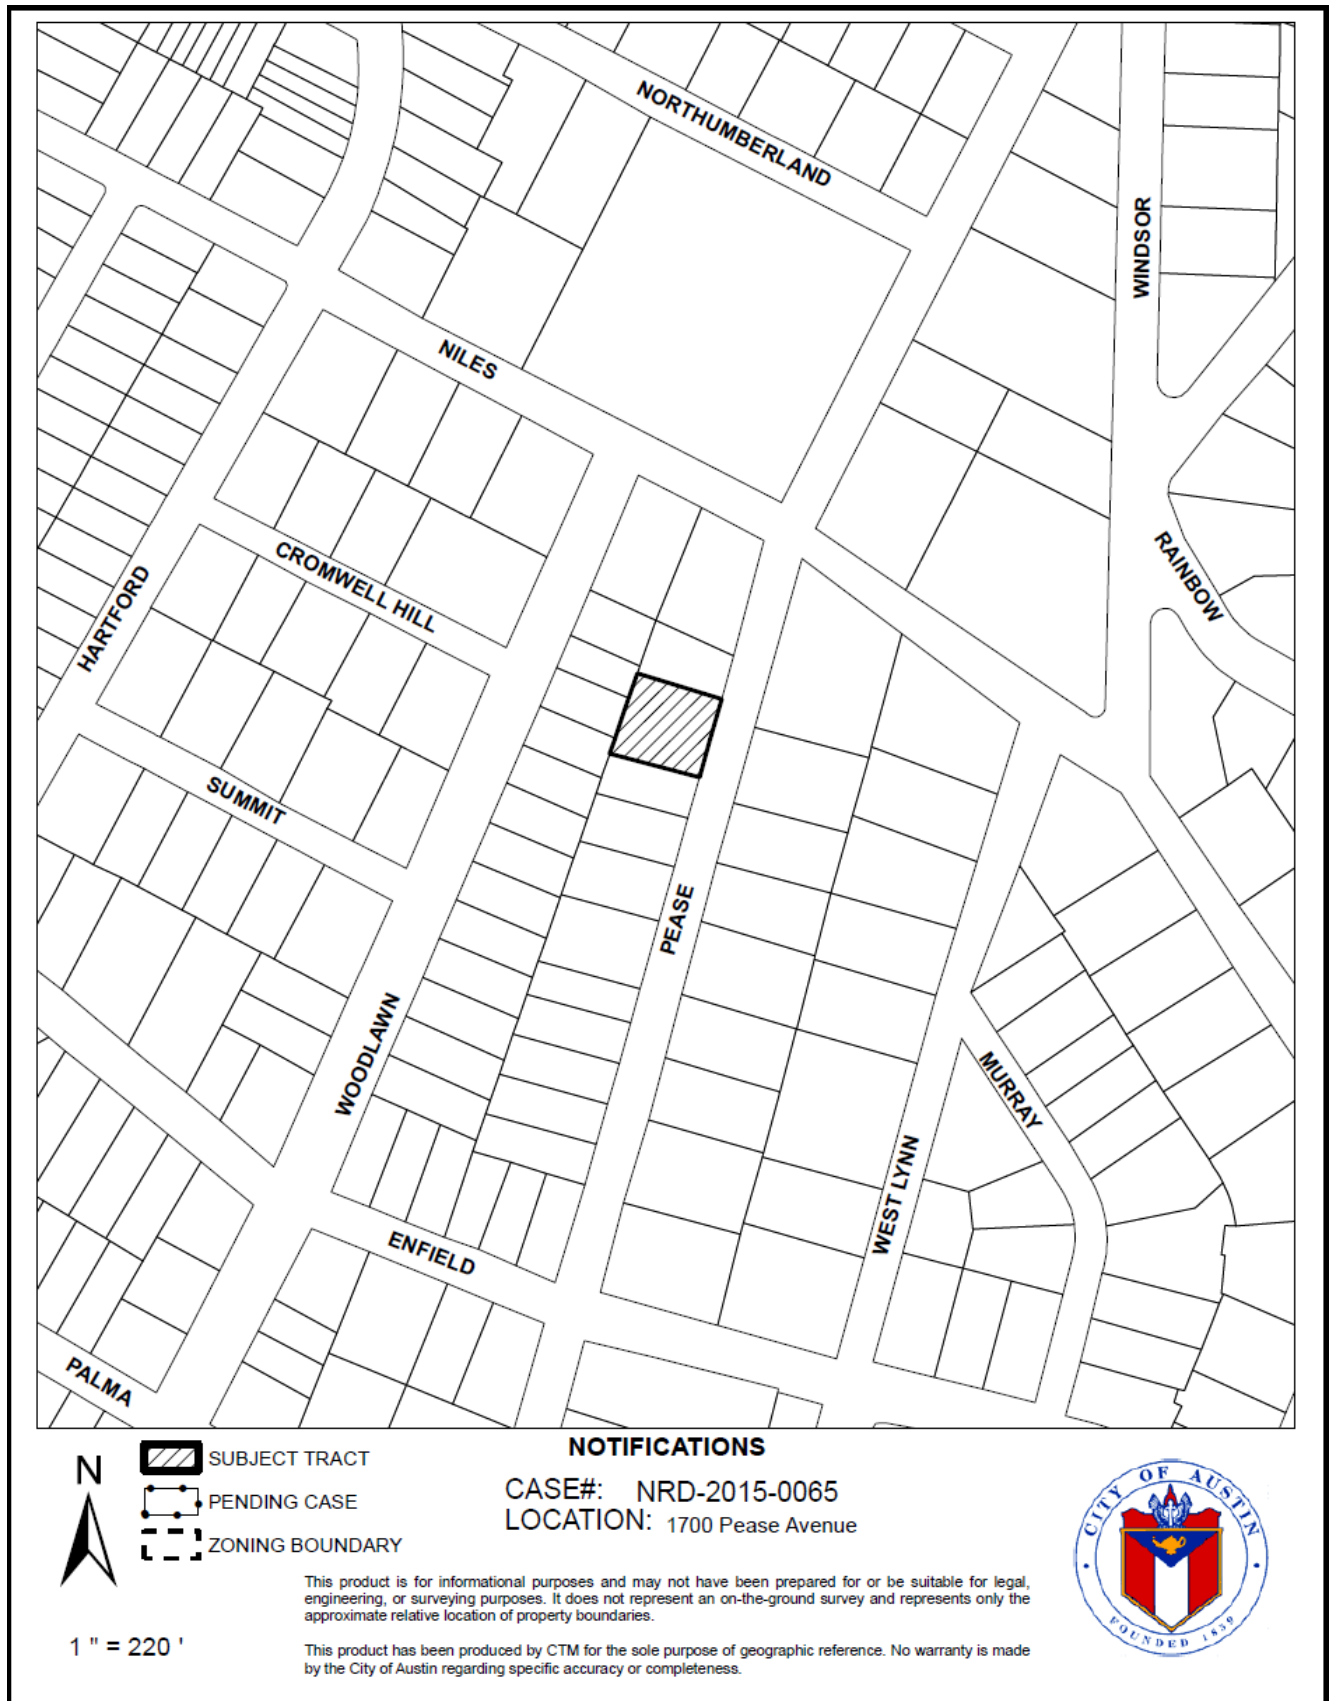 NORTHUMBERLAND
WINDSOR
NILES
RAINBOW
CROMWELL HILL
HARTFORD
SUMMIT
PEASE
WOODLAWN
MURRAY
WEST LYNN
ENFIELD
PALMA
N
SUBJECT TRACT
PENDING CASE
ZONING BOUNDARY
1 " = 220 '
NOTIFICATIONS
CASE#: NRD-2015-0065
LOCATION: 1700 Pease Avenue
This product is for informational purposes and may not have been prepared for or be suitable for legal,
engineering, or surveying purposes. It does not represent an on-the-ground survey and represents only the
approximate relative location of property boundaries.
This product has been produced by CTM for the sole purpose of geographic reference. No warranty is made
by the City of Austin regarding specific accuracy or completeness.
CITY OF AUSTIN
FOUNDED 1839